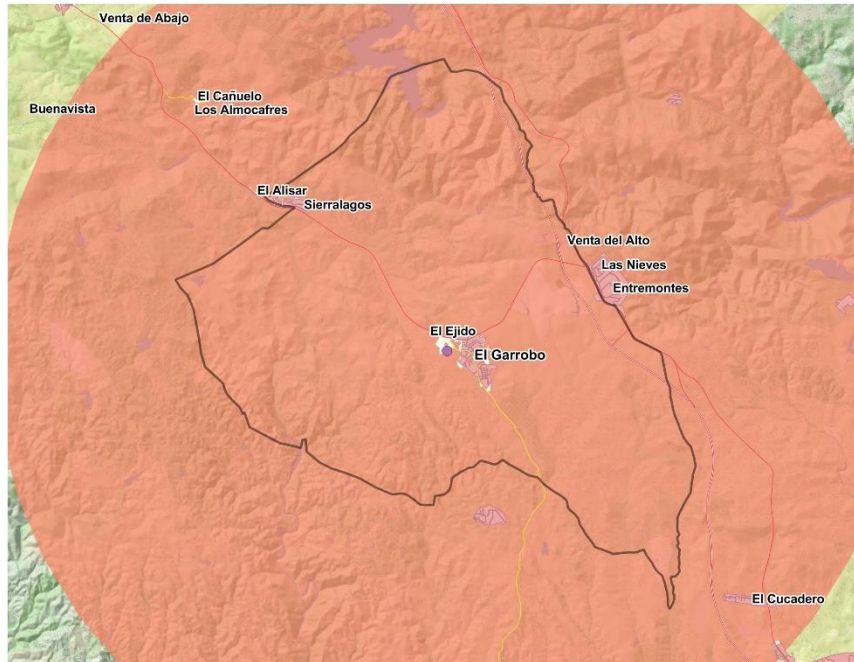 Venta de Abajo
El Cañuelo
Los Almocafres
Buenavista
El Alisar
Sierralagos
Venta del Alto
Las Nieves
Entremontes
El Ejido
El Garrobo
El Cucadero